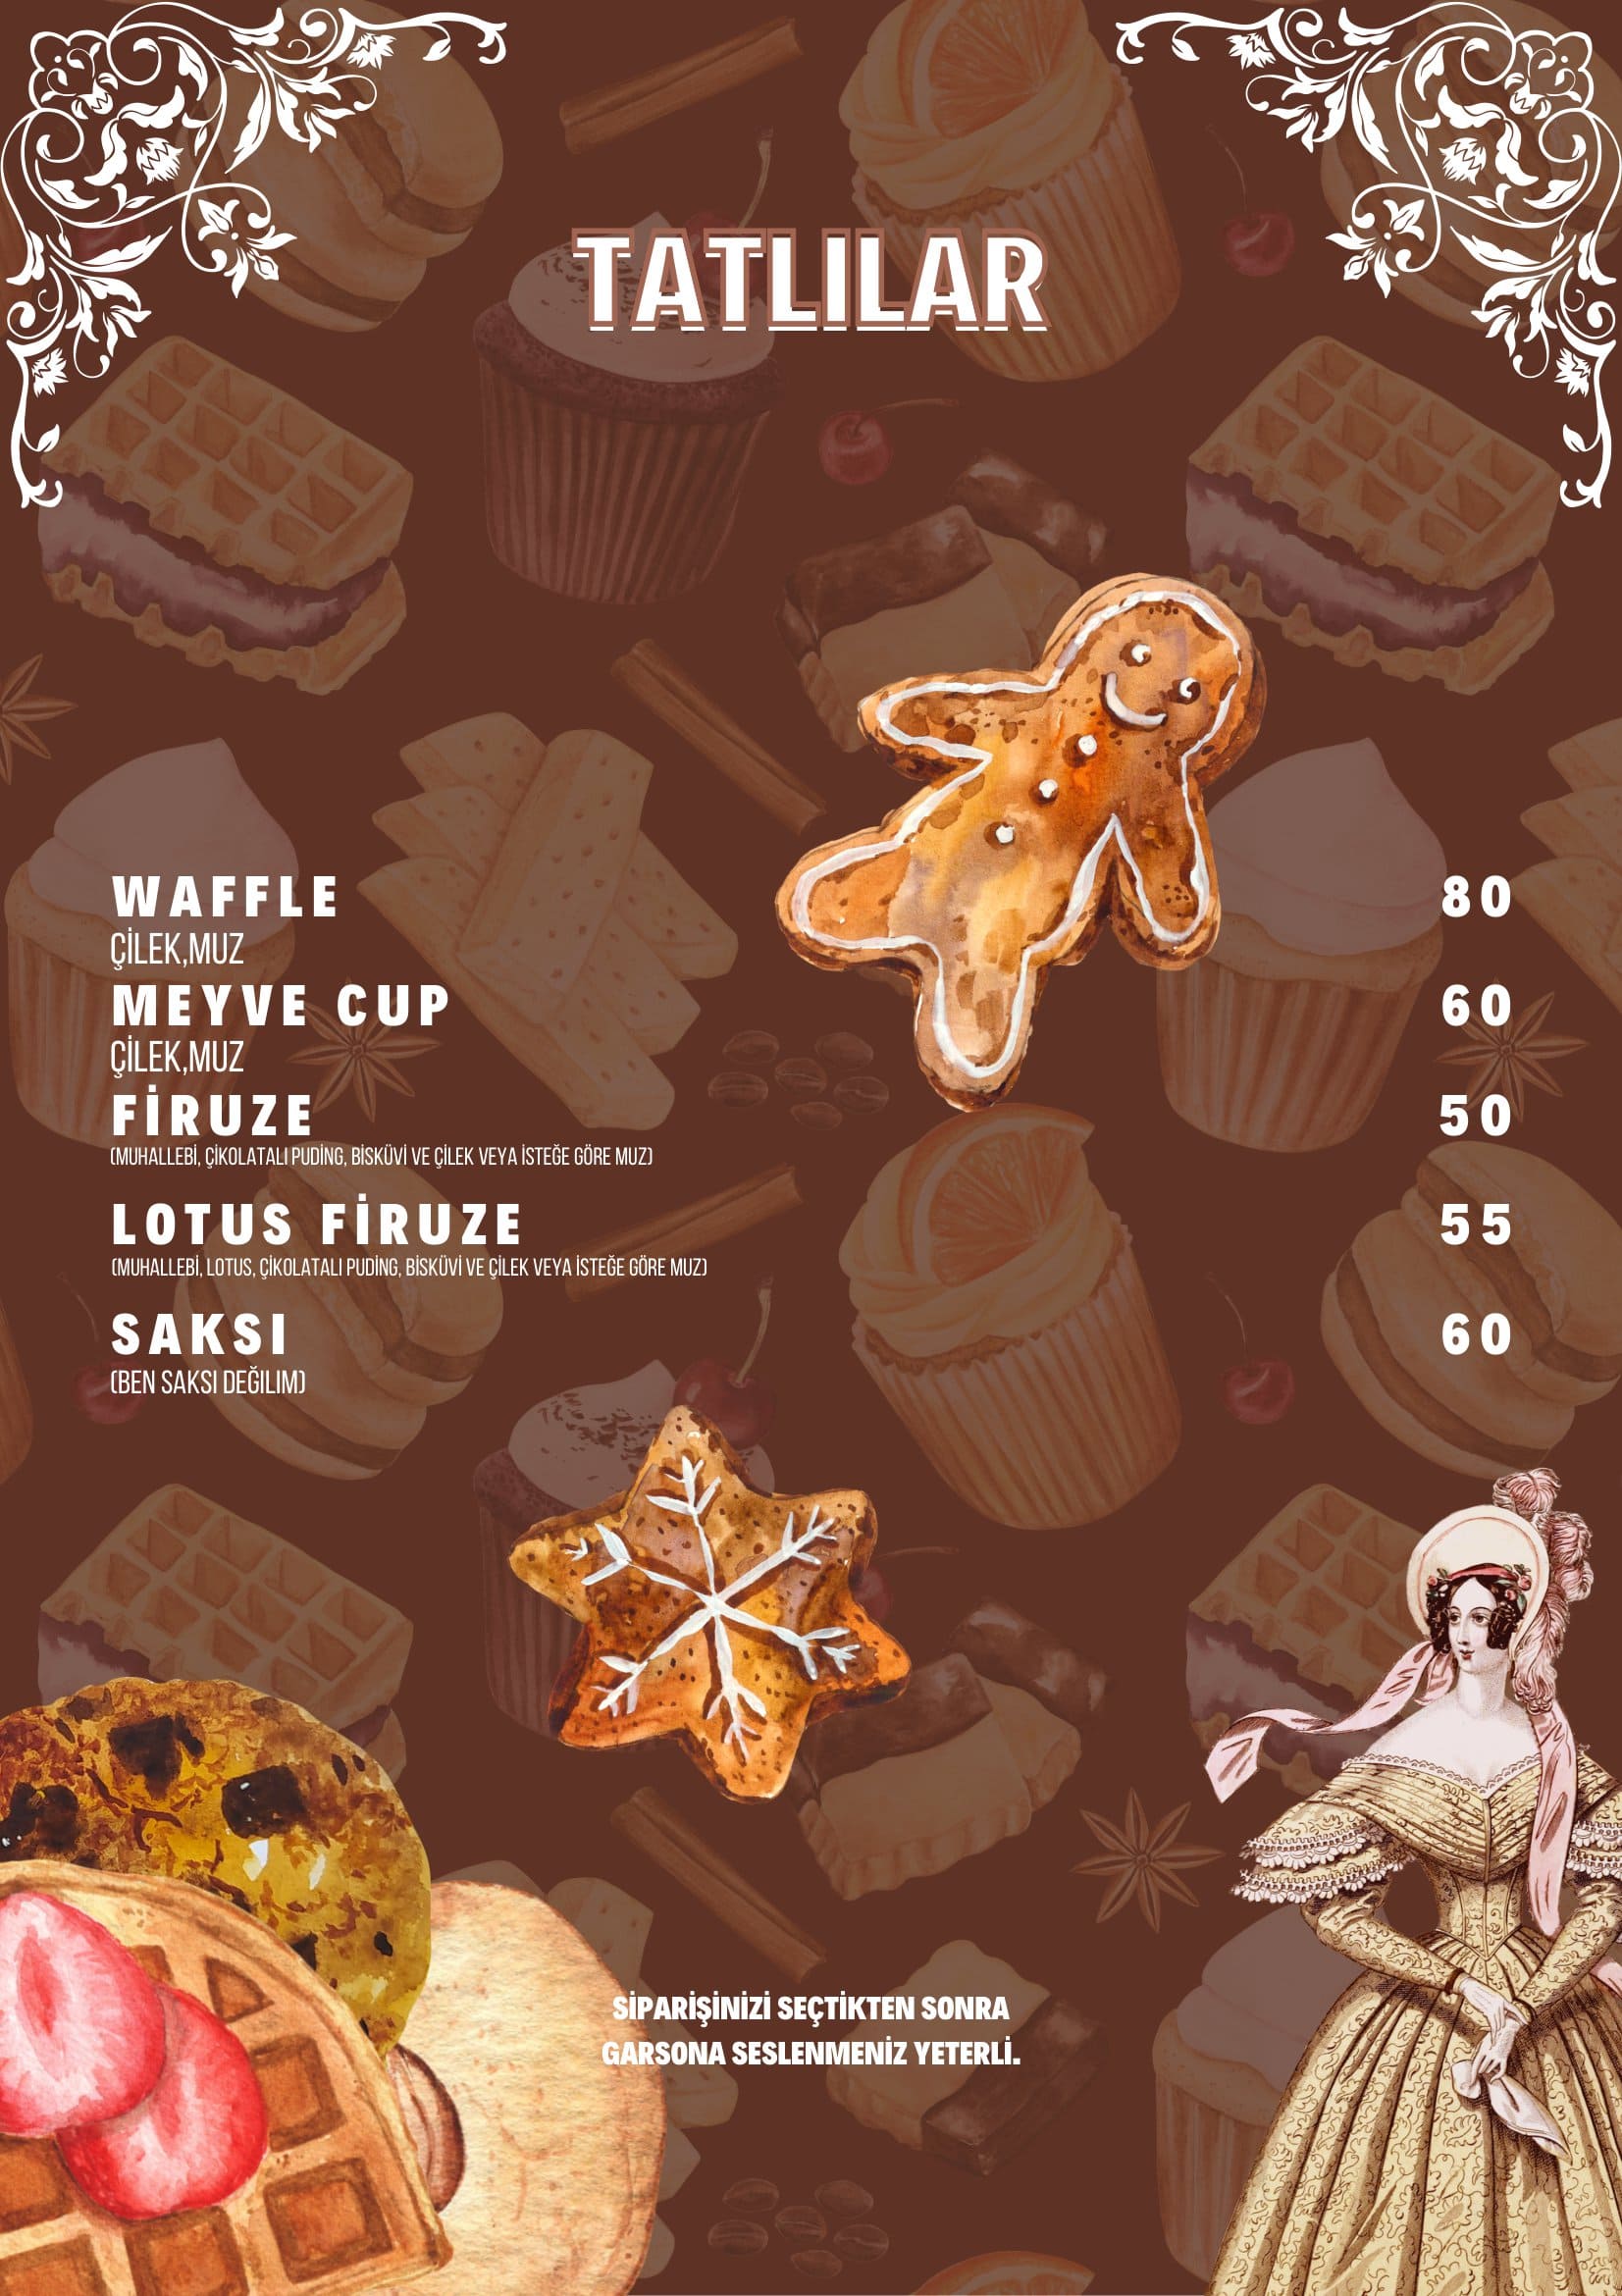 TATLILAR
WAFFLE 80
ÇİLEK,MUZ
MEYVE CUP 60
ÇİLEK,MUZ
FİRUZE 50
(MUHALLEBİ, ÇİKOLATALI PUDİNG, BİSKÜVİ VE ÇİLEK VEYA İSTEĞE GÖRE MUZ)
LOTUS FİRUZE 55
(MUHALLEBİ, LOTUS, ÇİKOLATALI PUDİNG, BİSKÜVİ VE ÇİLEK VEYA İSTEĞE GÖRE MUZ)
SAKSI 60
(BEN SAKSI DEĞILIM)
SİPARİŞİNİZİ SEÇTİKTEN SONRA
GARSONA SESLENMENİZ YETERLİ.